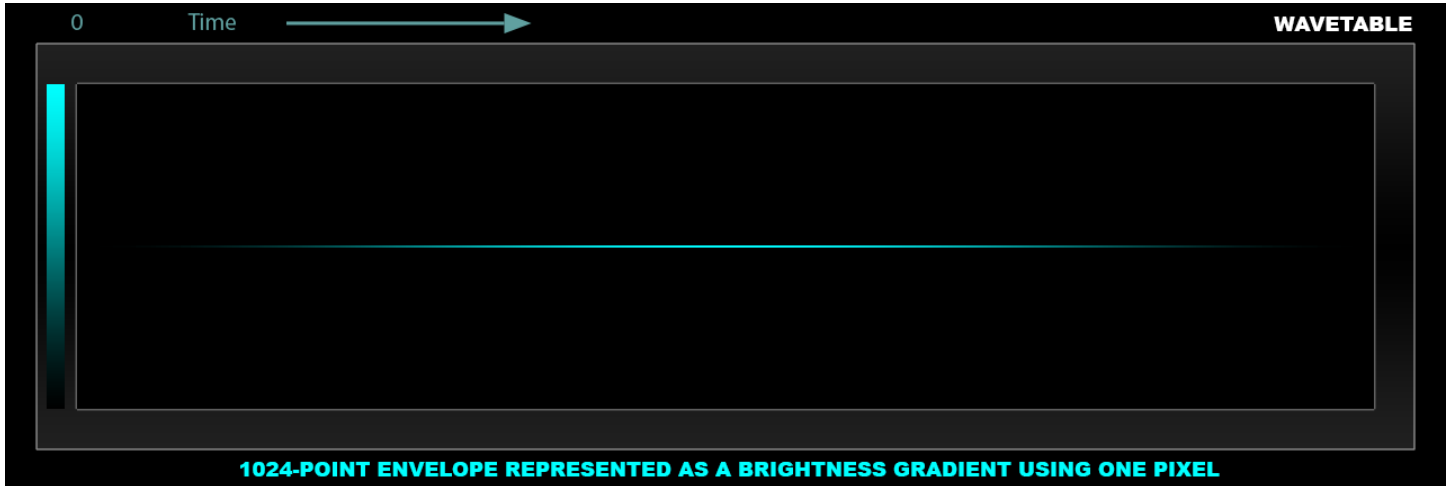 0 Time WAVETABLE
1024-POINT ENVELOPE REPRESENTED AS A BRIGHTNESS GRADIENT USING ONE PIXEL